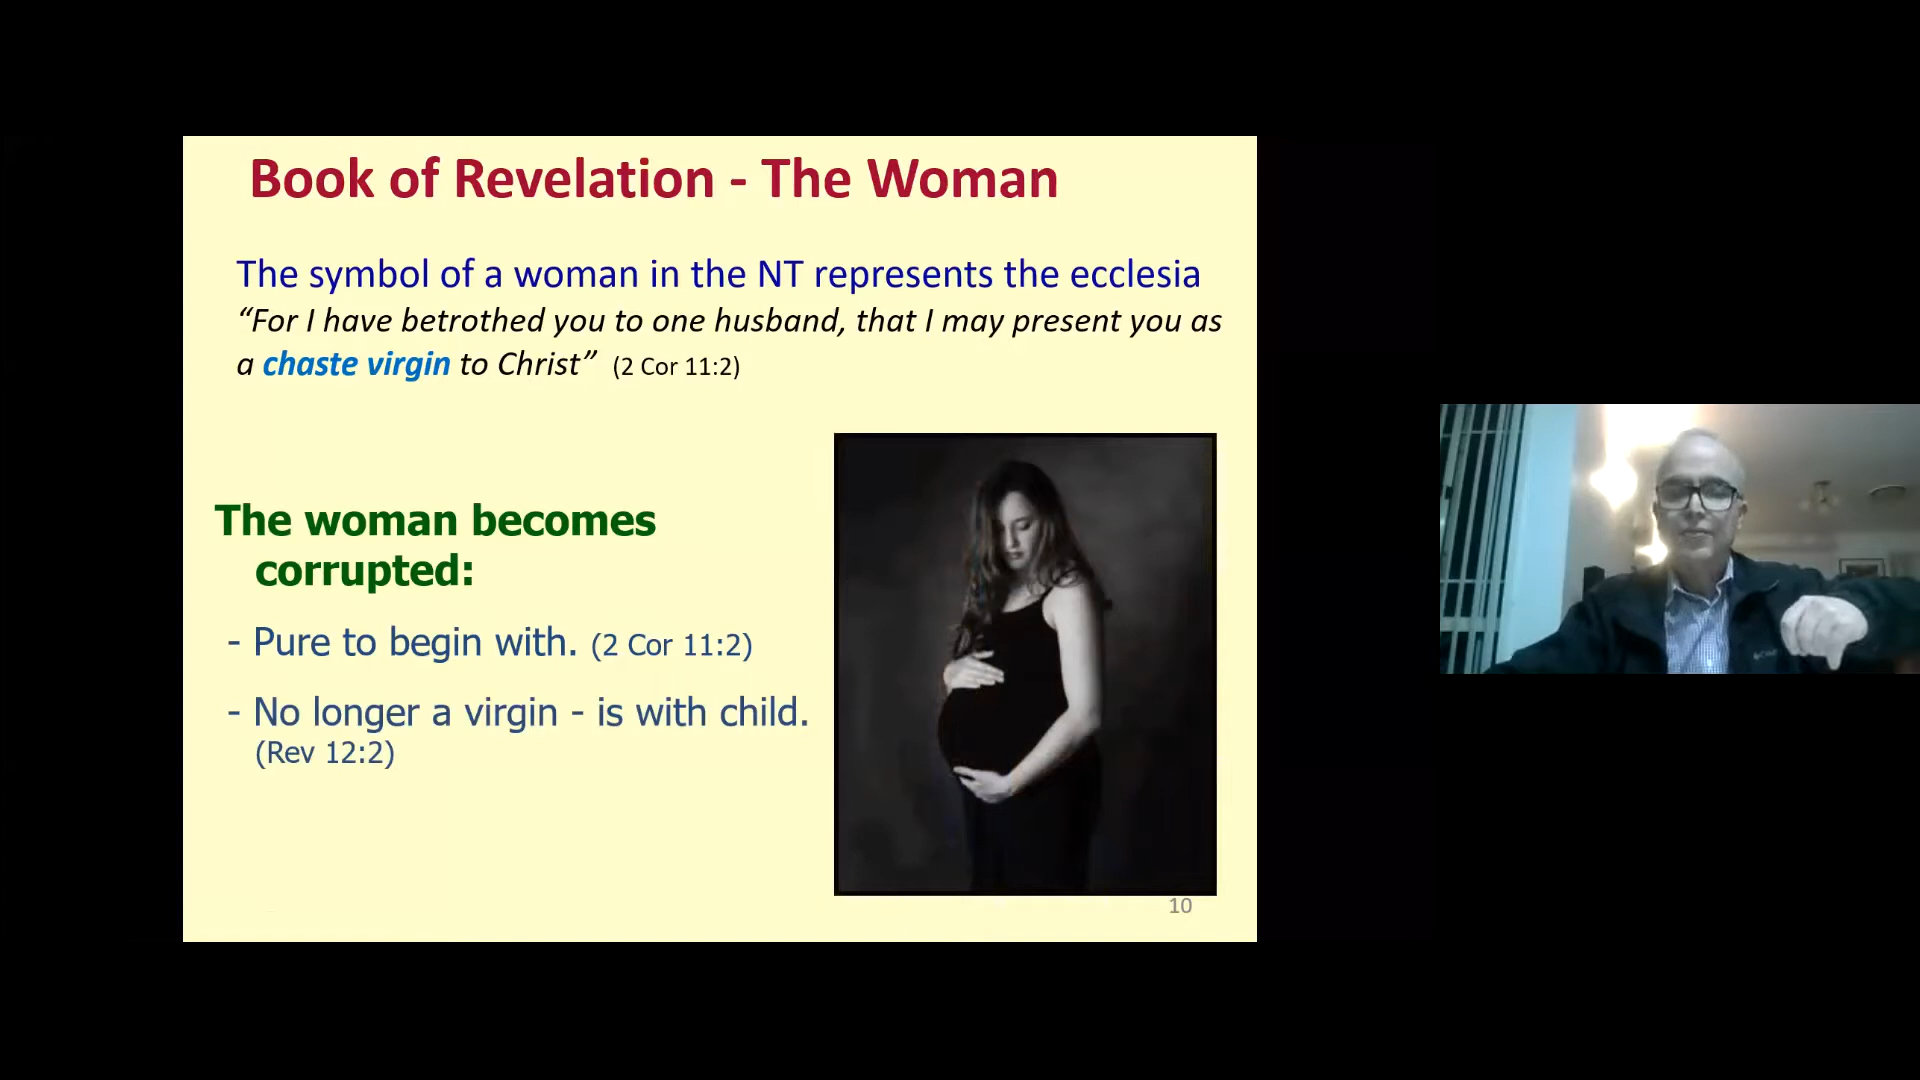 Book of Revelation - The Woman
The symbol of a woman in the NT represents the ecclesia
“For I have betrothed you to one husband, that I may present you as
a chaste virgin to Christ” (2 Cor 11:2)
The woman becomes
corrupted:
- Pure to begin with. (2 Cor 11:2)
- No longer a virgin - is with child.
(Rev 12:2)
10